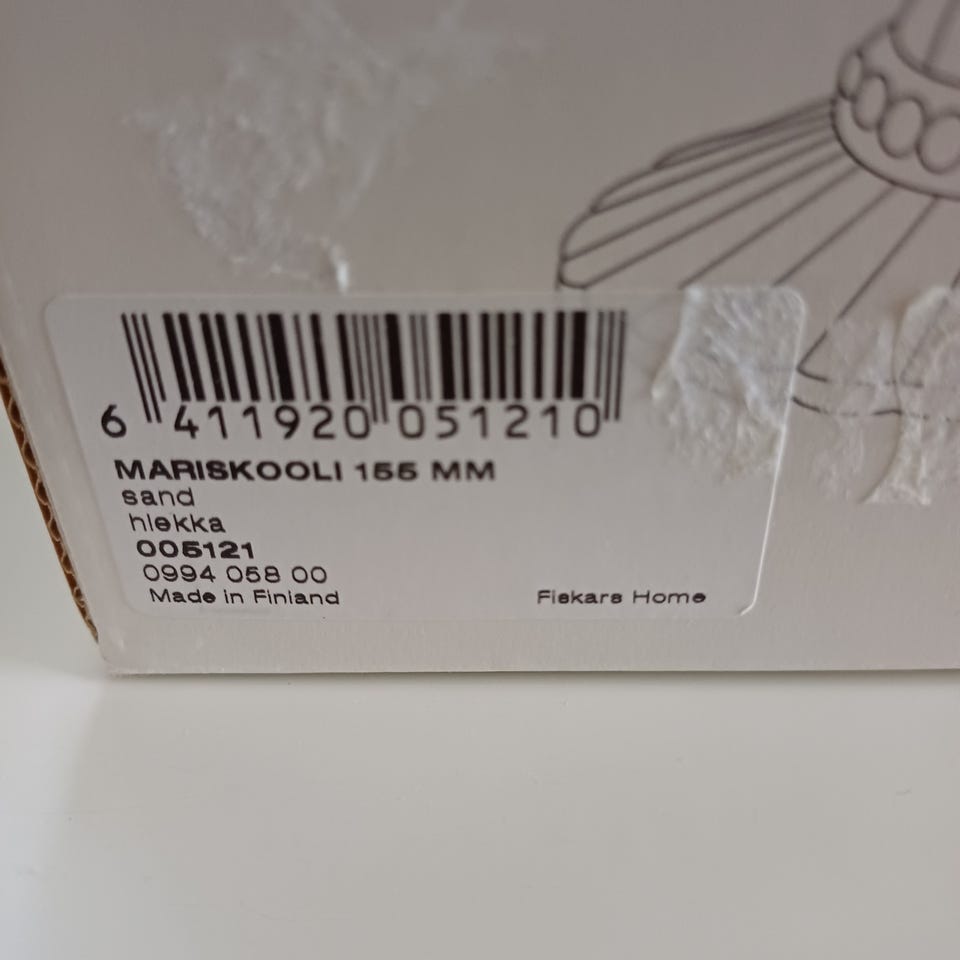 6 411920 051210
MARISKOOLI 155 MM
sand
hiekka
005121
0994 058 00
Made in Finland
Fiskars Home